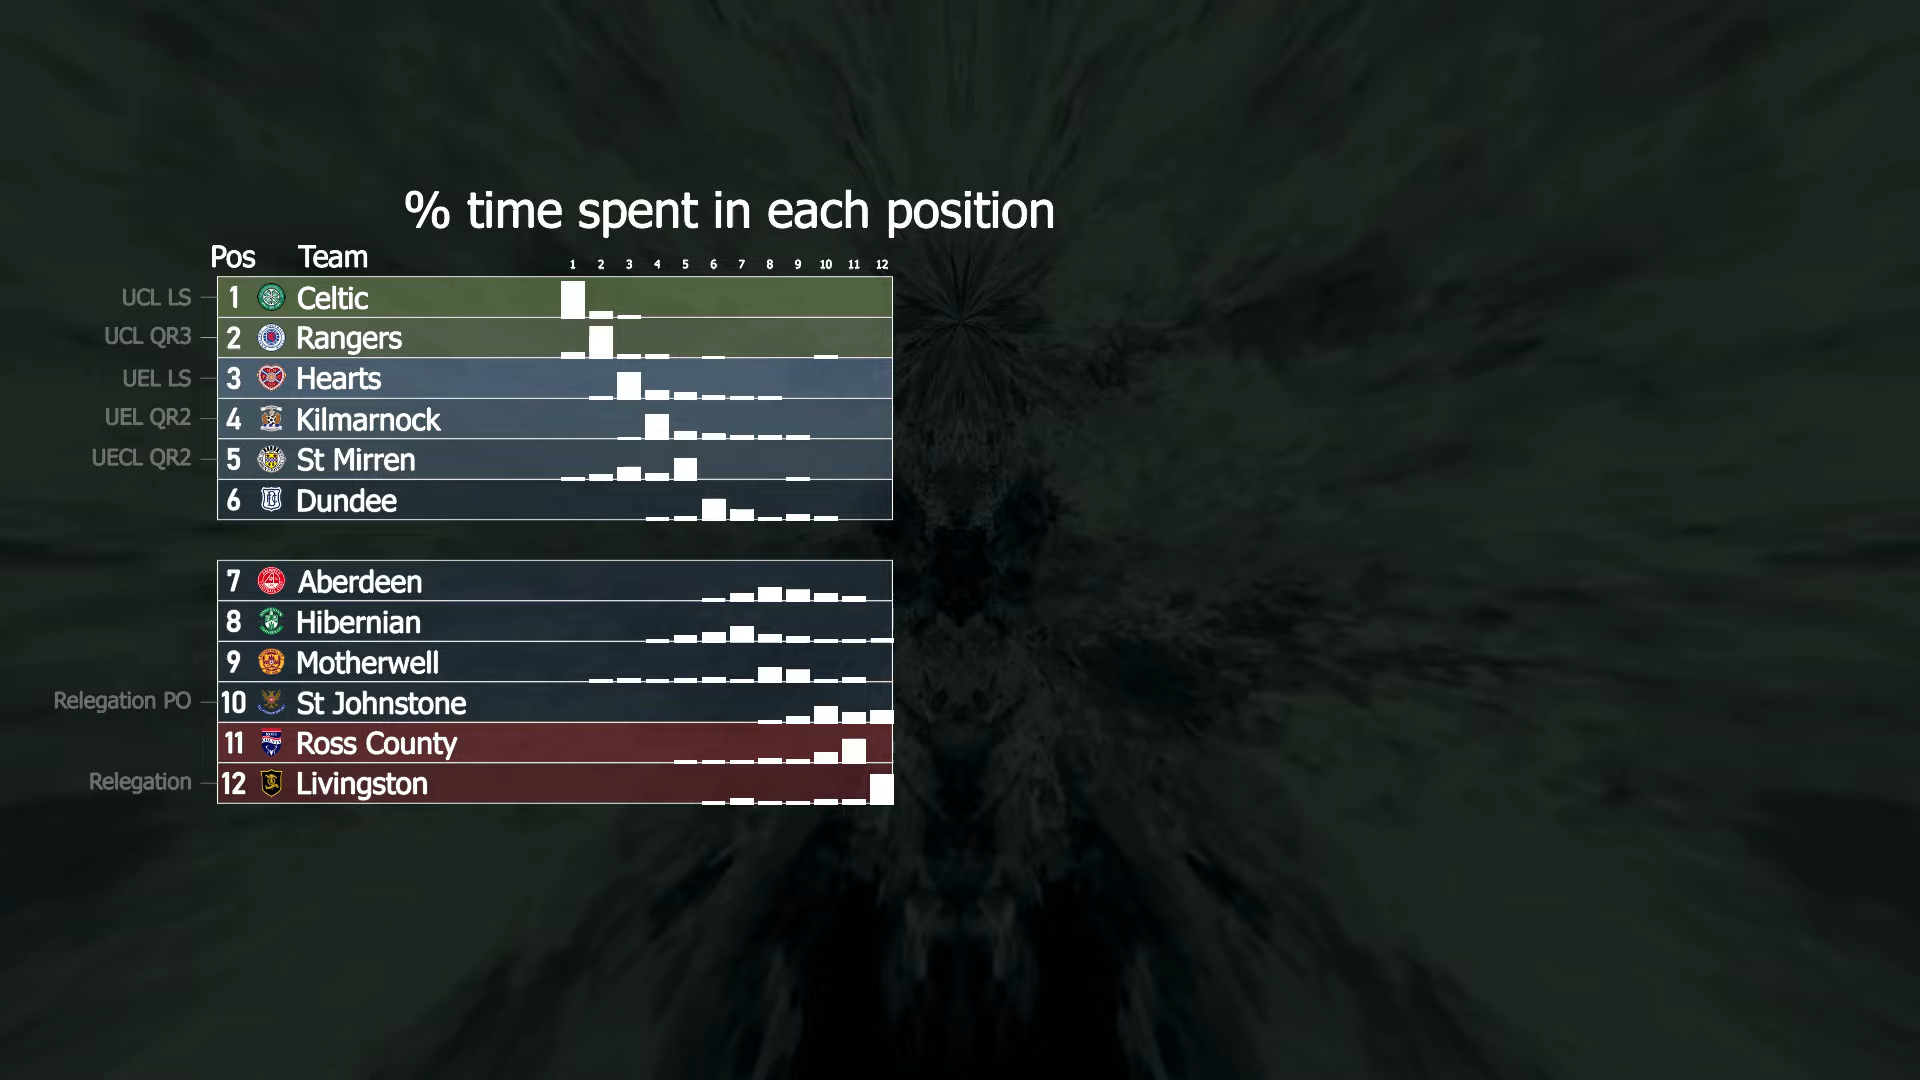 % time spent in each position
Pos Team 1 2 3 4 5 6 7 8 9 10 11 12
UCL LS 1 Celtic
UCL QR3 2 Rangers
UEL LS 3 Hearts
UEL QR2 4 Kilmarnock
UECL QR2 5 St Mirren
6 Dundee
7 Aberdeen
8 Hibernian
9 Motherwell
Relegation PO 10 St Johnstone
11 Ross County
Relegation 12 Livingston